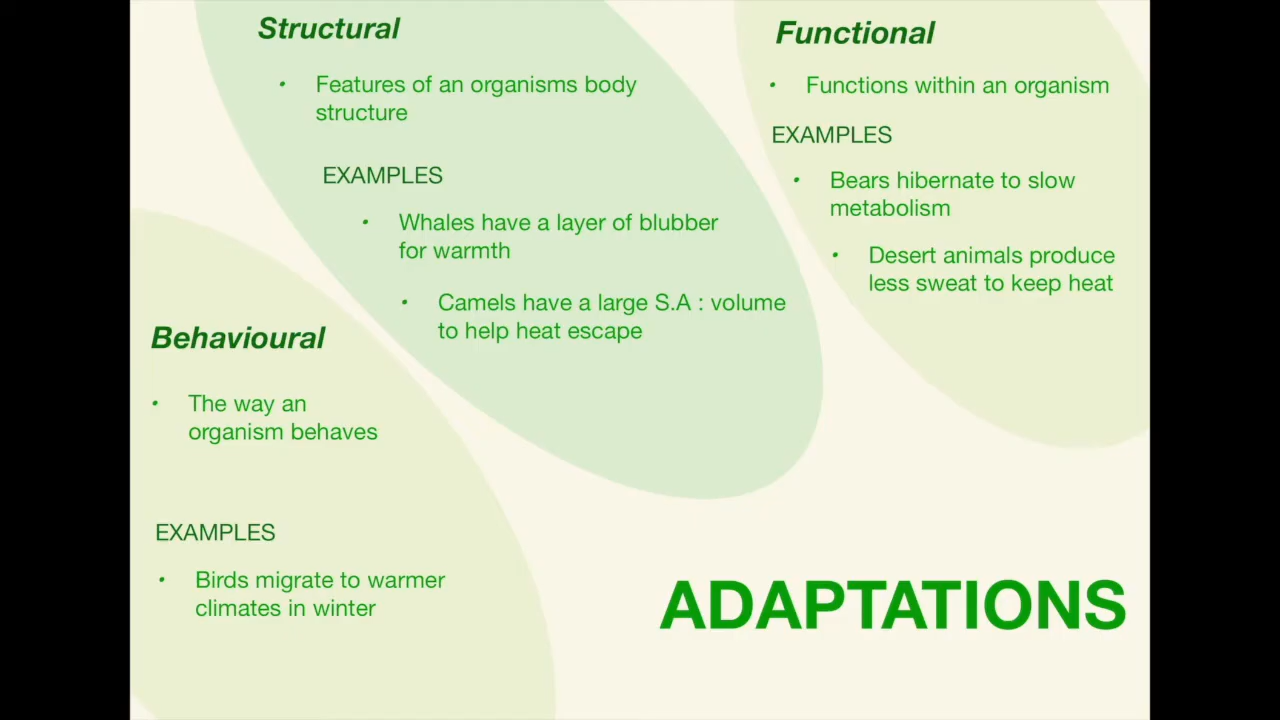 Structural
• Features of an organisms body
structure
EXAMPLES
• Whales have a layer of blubber
for warmth
• Camels have a large S.A : volume
to help heat escape
Functional
• Functions within an organism
EXAMPLES
• Bears hibernate to slow
metabolism
• Desert animals produce
less sweat to keep heat
Behavioural
• The way an
organism behaves
EXAMPLES
• Birds migrate to warmer
climates in winter
ADAPTATIONS